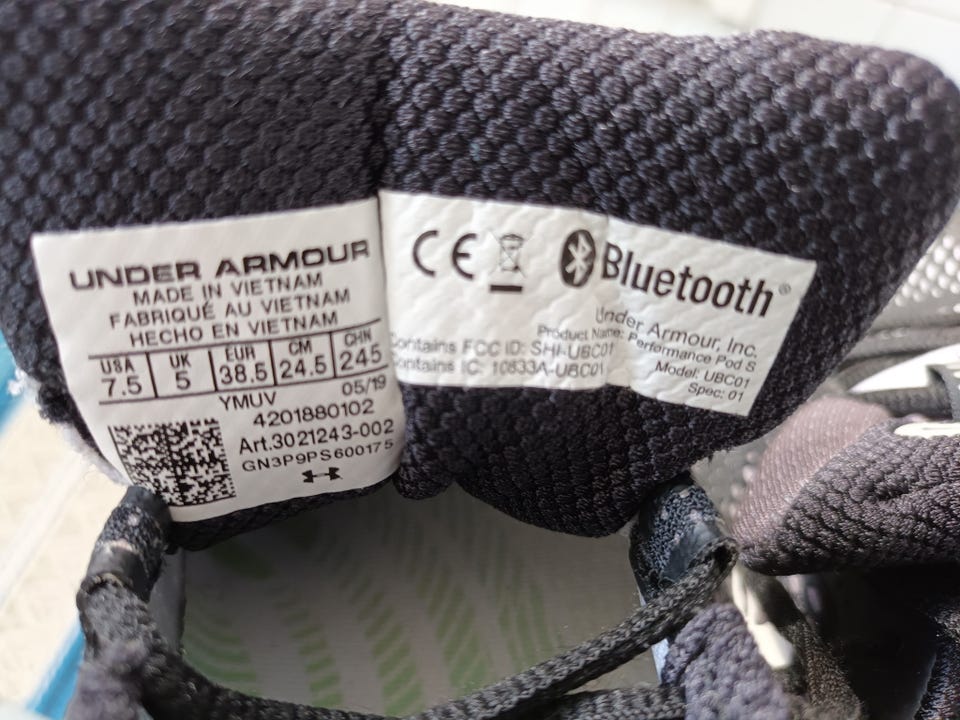 UNDER ARMOUR
MADE IN VIETNAM
FABRIQUÉ AU VIETNAM
HECHO EN VIETNAM
USA UK EUR CM CHN
7.5 5 38.5 24.5 245
YMUV 05/19
4201880102
Art.3021243-002
GN3P9PS600175
CE Bluetooth®
Contains FCC ID: SHI-UBC01
Contains IC: 10833A-UBC01
Under Armour, Inc.
Product Name: Performance Pod S
Model: UBC01
Spec: 01